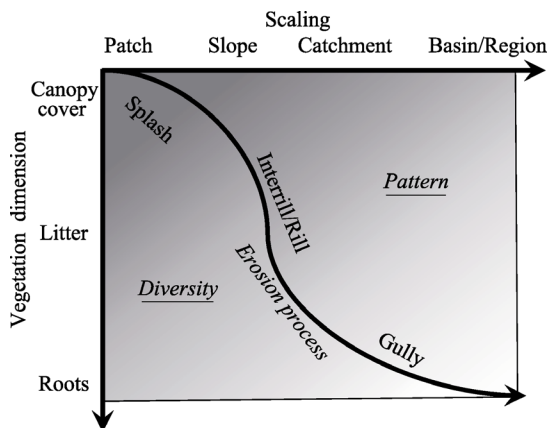 Scaling
Patch Slope Catchment Basin/Region
Canopy
cover
Splash
Interrill/Rill
Pattern
Vegetation dimension
Litter
Diversity
Erosion process
Gully
Roots